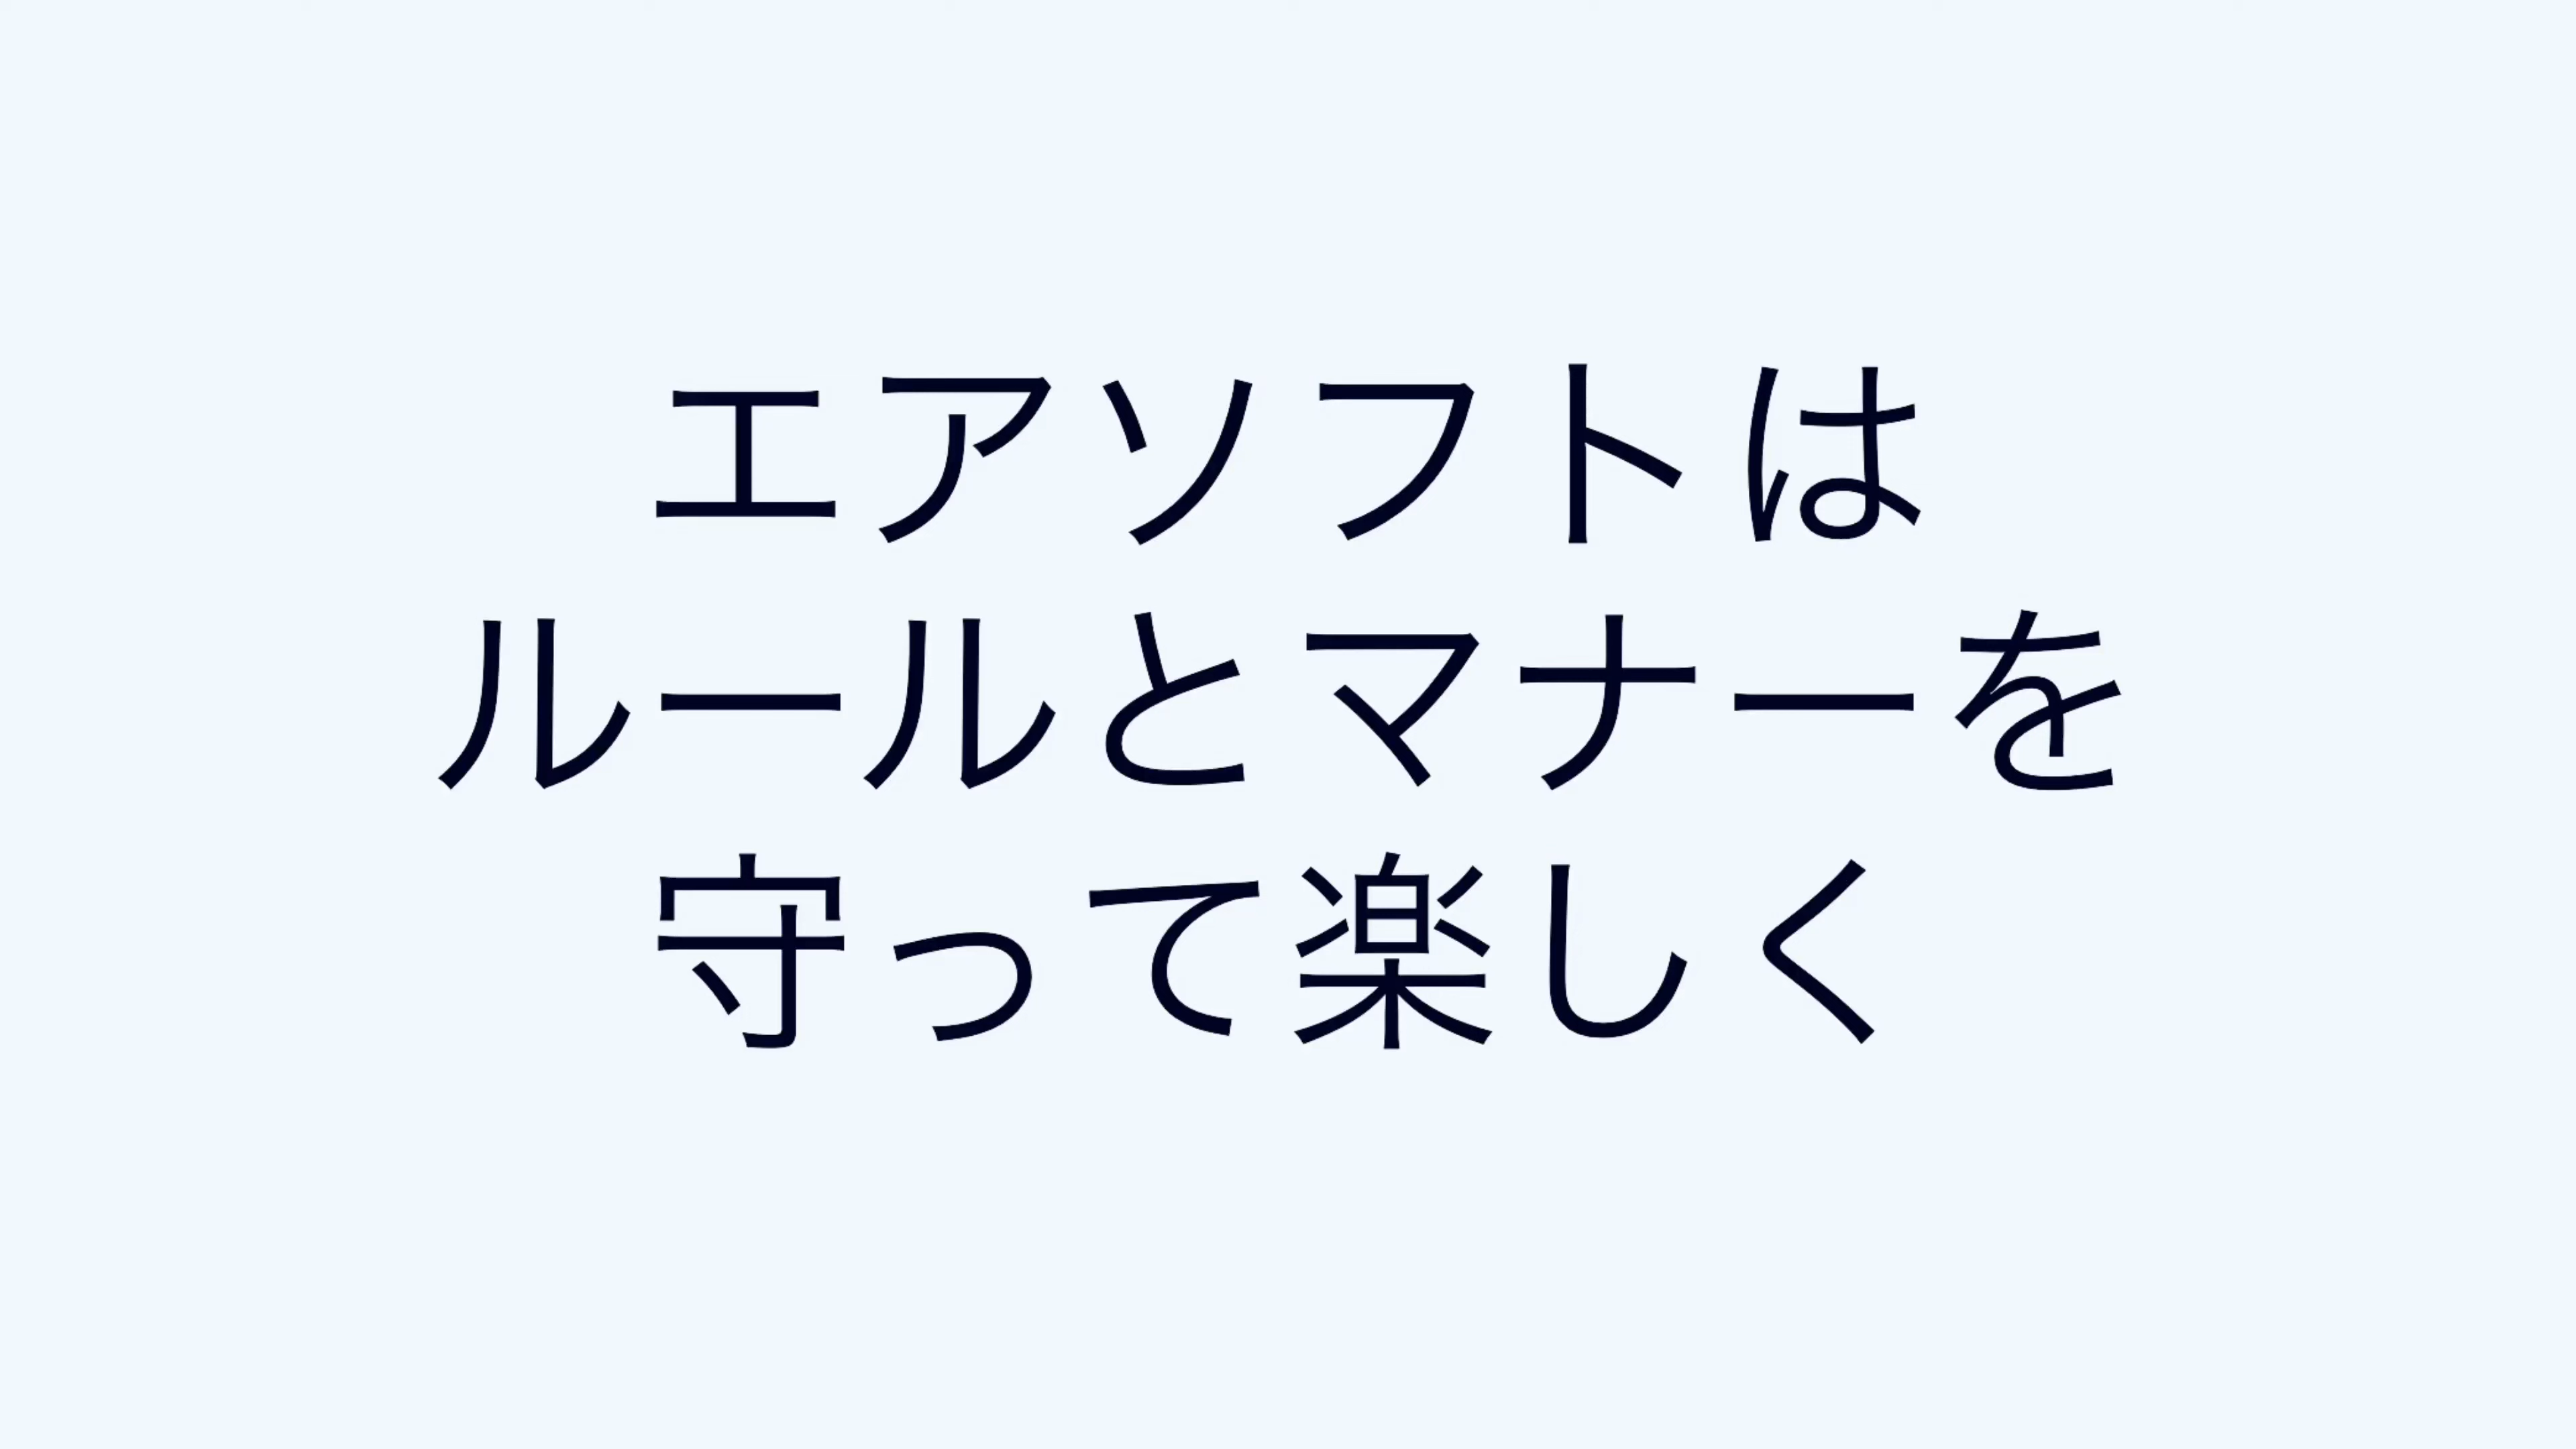 エアソフトは
ルールとマナーを
守って楽しく